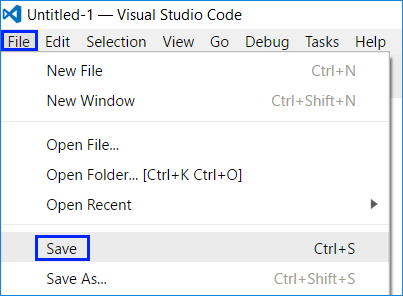 Untitled-1 — Visual Studio Code
File Edit Selection View Go Debug Tasks Help
New File Ctrl+N
New Window Ctrl+Shift+N
Open File...
Open Folder... [Ctrl+K Ctrl+O]
Open Recent
Save Ctrl+S
Save As... Ctrl+Shift+S